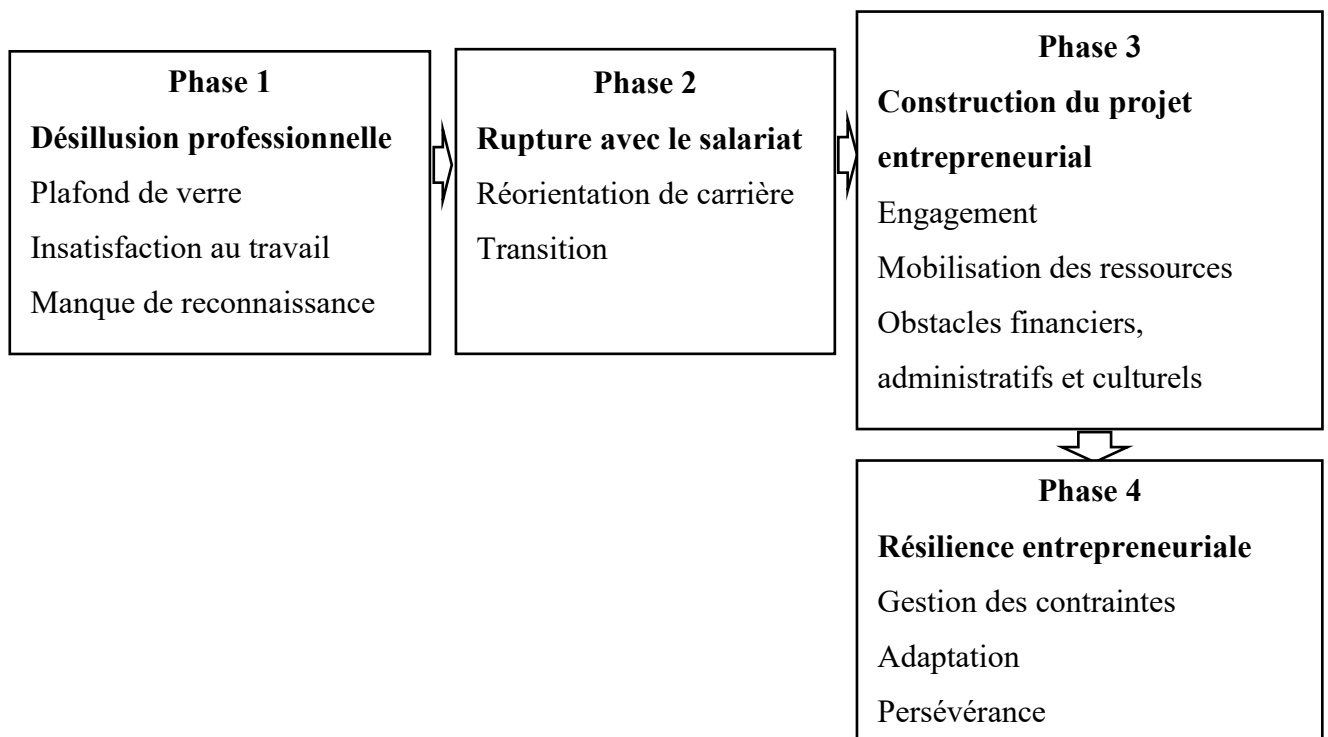 Phase 1
Désillusion professionnelle
Plafond de verre
Insatisfaction au travail
Manque de reconnaissance
Phase 2
Rupture avec le salariat
Réorientation de carrière
Transition
Phase 3
Construction du projet
entrepreneurial
Engagement
Mobilisation des ressources
Obstacles financiers,
administratifs et culturels
Phase 4
Résilience entrepreneuriale
Gestion des contraintes
Adaptation
Persévérance